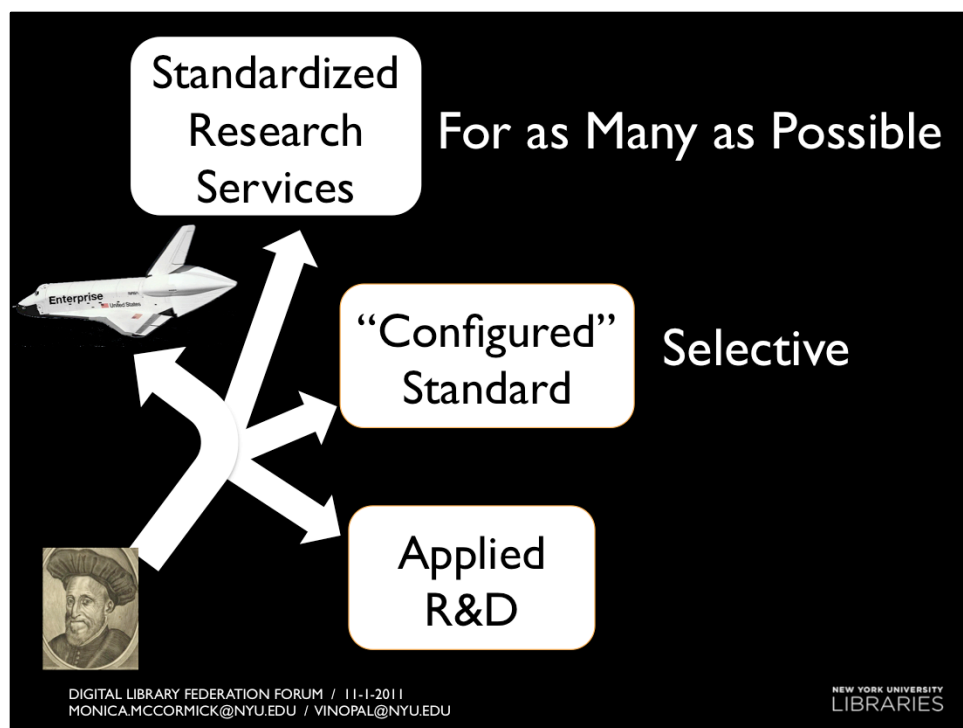 Standardized
Research
Services
For as Many as Possible
Enterprise
United States
“Configured”
Standard
Selective
Applied
R&D
DIGITAL LIBRARY FEDERATION FORUM / 11-1-2011
MONICA.MCCORMICK@NYU.EDU / VINOPAL@NYU.EDU
NEW YORK UNIVERSITY
LIBRARIES